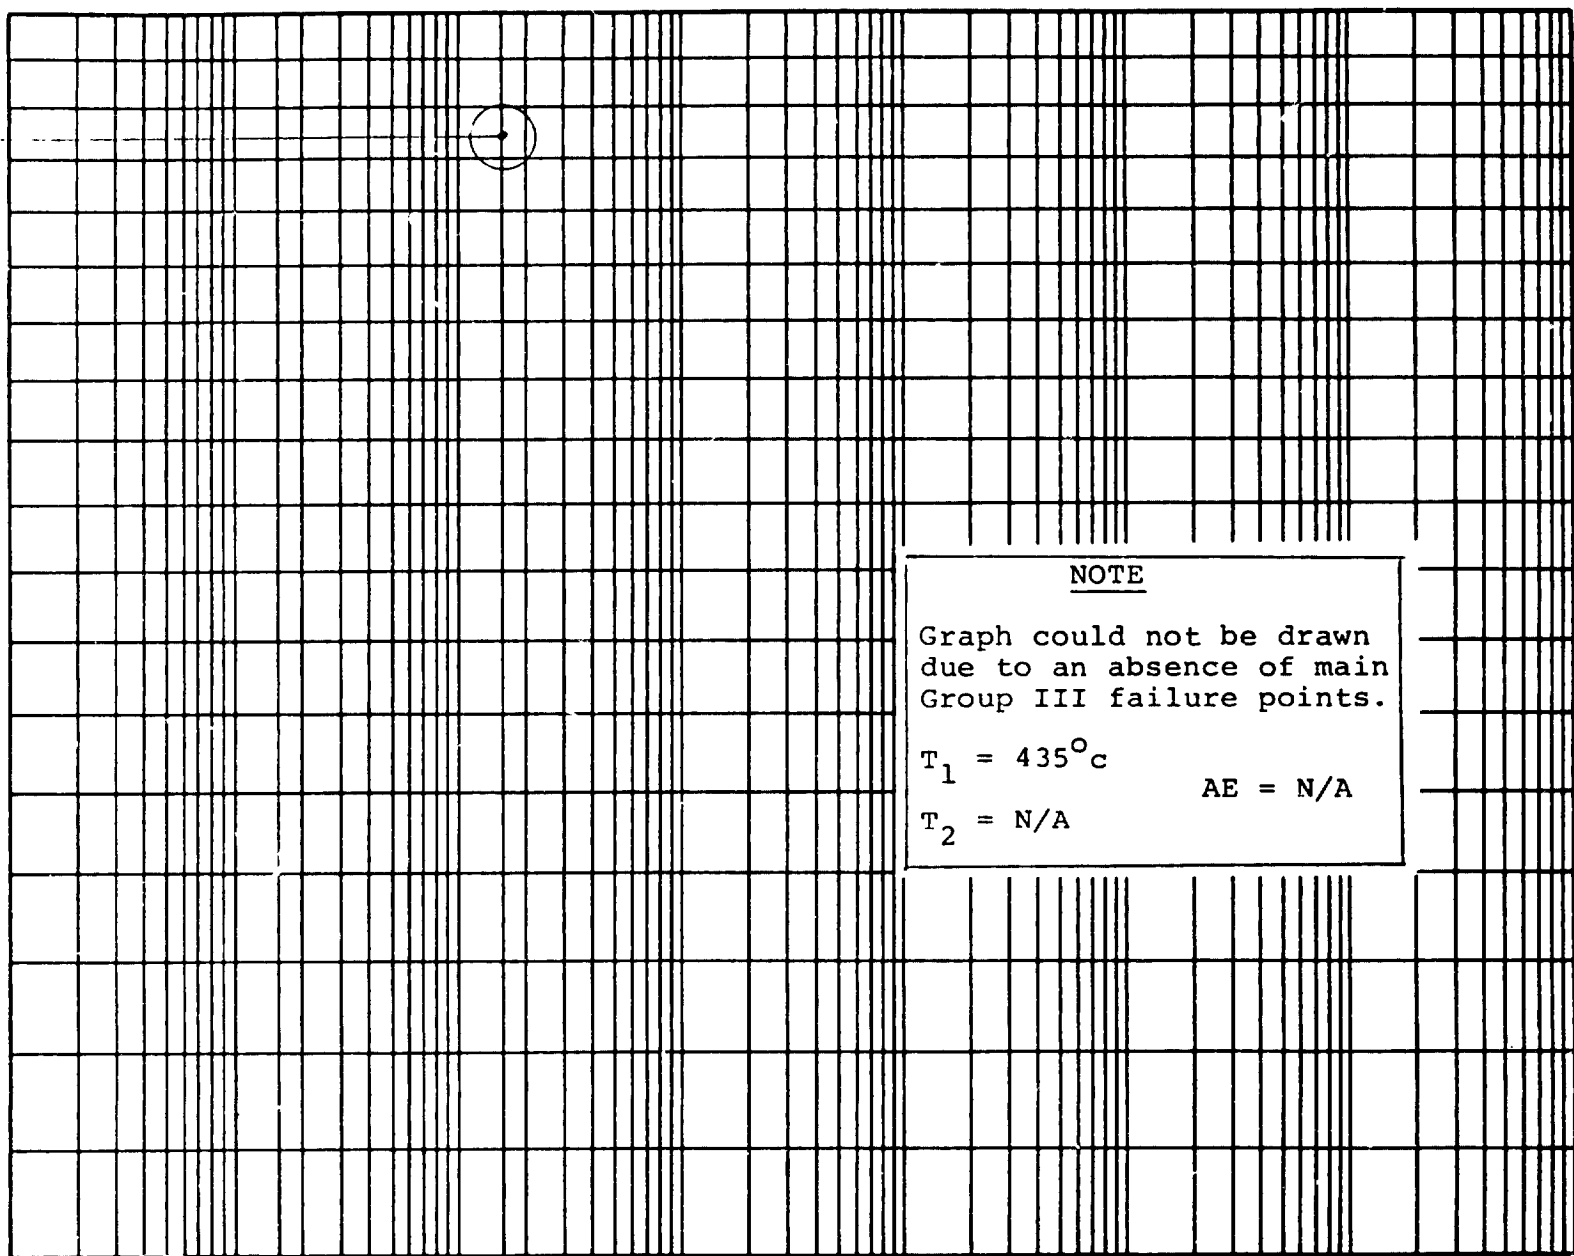 NOTE
Graph could not be drawn
due to an absence of main
Group III failure points.
T1 = 435°c
AE = N/A
T2 = N/A